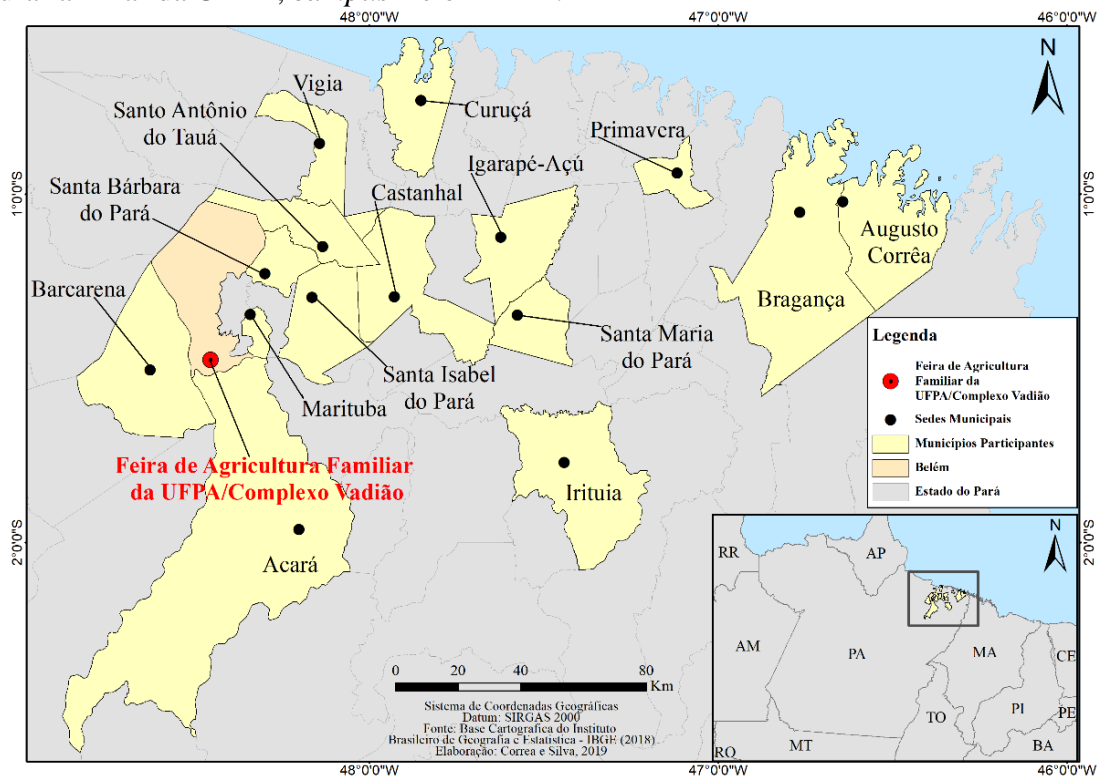 48°0'0"W
47°0'0"W
46°0'0"W
N
Vigia
Santo Antônio
do Tauá
Curuçá
Primavera
Igarapé-Açú
Santa Bárbara
do Pará
Castanhal
1°0'0"S
1°0'0"S
Augusto
Corrêa
Barcarena
Bragança
Santa Maria
do Pará
Santa Isabel
do Pará
Marituba
Feira de Agricultura Familiar
da UFPA/Complexo Vadião
Irituia
Acará
2°0'0"S
2°0'0"S
Legenda
Feira de Agricultura
Familiar da
UFPA/Complexo Vadião
Sedes Municipais
Municípios Participantes
Belém
Estado do Pará
N
RR
AP
AM
PA
MA
CE
PI
PE
TO
MT
BA
RO
0 20 40 80
Km
Sistema de Coordenadas Geográficas
Datum: SIRGAS 2000
Fonte: Base Cartografica do Instituto
Brasileiro de Geografia e Estatistica - IBGE (2018)
Elaboração: Correa e Silva, 2019
48°0'0"W
47°0'0"W
46°0'0"W